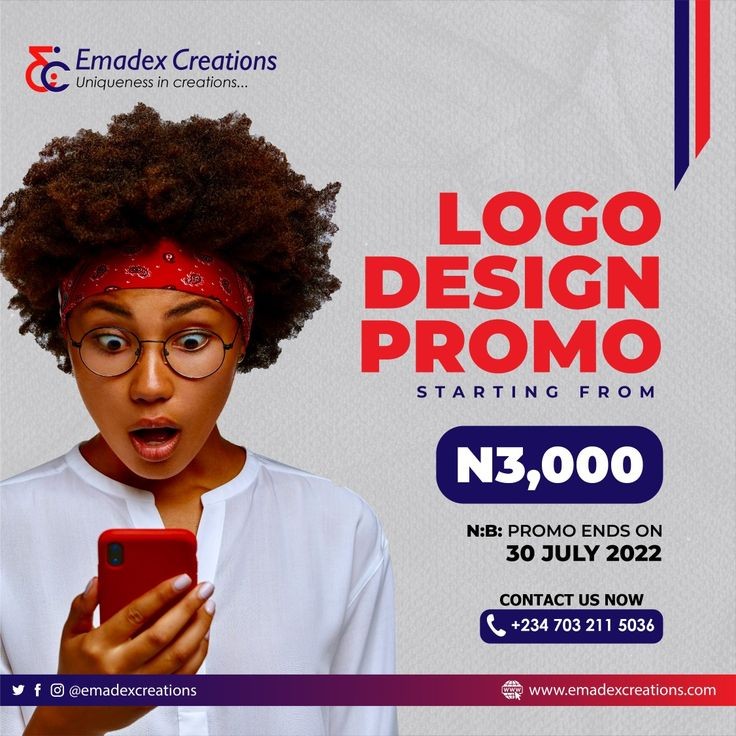 Emadex Creations
Uniqueness in creations...
LOGO
DESIGN
PROMO
STARTING FROM
N3,000
N:B: PROMO ENDS ON
30 JULY 2022
CONTACT US NOW
+234 703 211 5036
@emadexcreations
www.emadexcreations.com